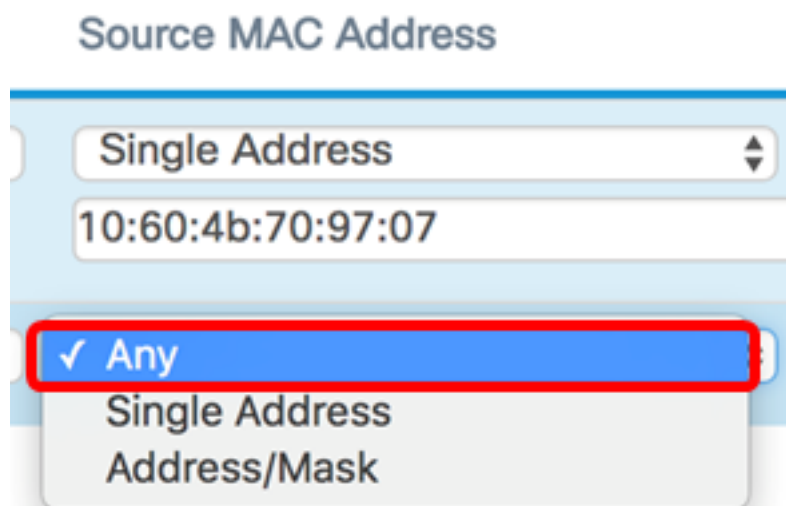 Source MAC Address
Single Address
10:60:4b:70:97:07
✓ Any
Single Address
Address/Mask